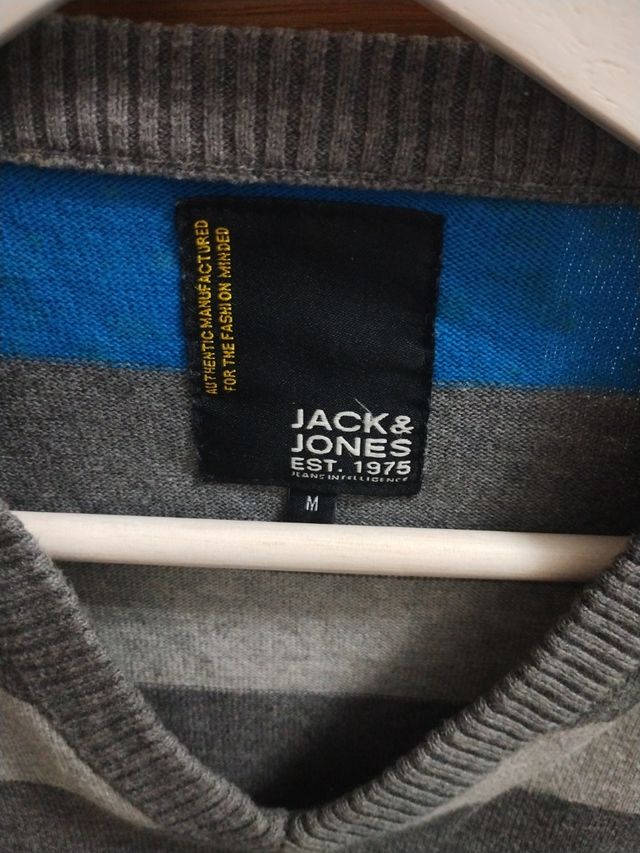 AUTHENTIC MANUFACTURED
FOR THE FASHION MINDED
JACK&
JONES
EST. 1975
JEANS INTELLIGENCE
M